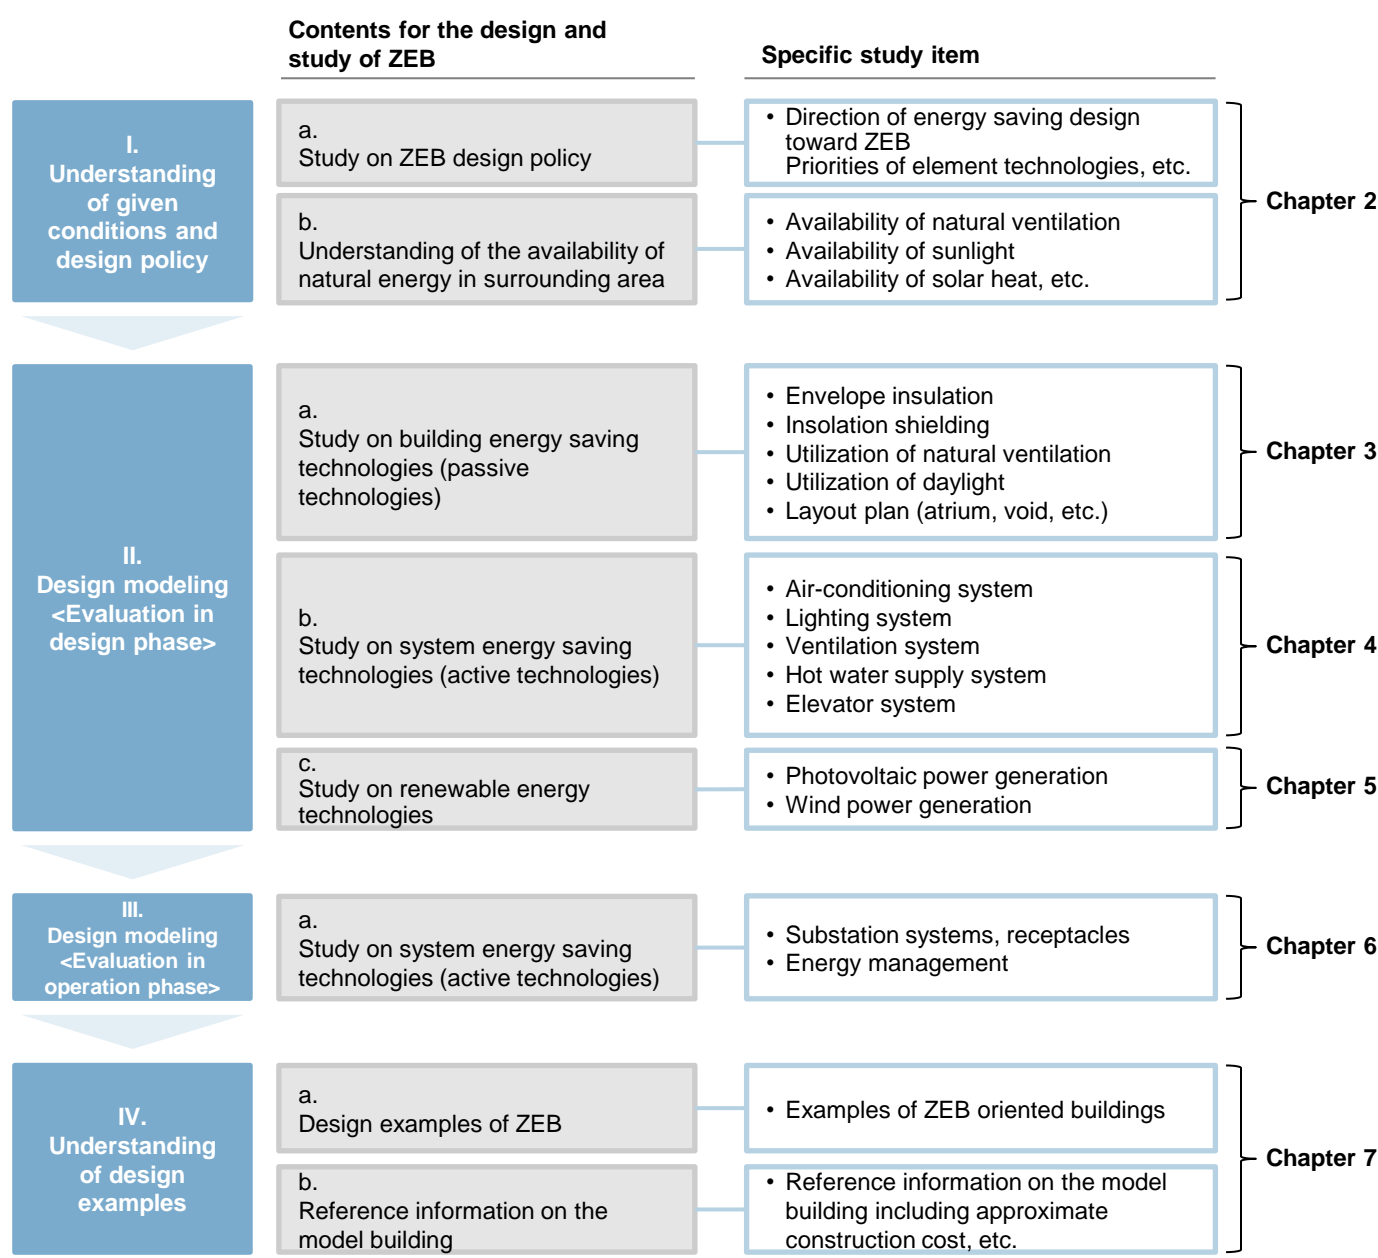 Contents for the design and
study of ZEB
Specific study item
I.
Understanding
of given
conditions and
design policy
a.
Study on ZEB design policy
• Direction of energy saving design
toward ZEB
Priorities of element technologies, etc.
b.
Understanding of the availability of
natural energy in surrounding area
• Availability of natural ventilation
• Availability of sunlight
• Availability of solar heat, etc.
Chapter 2
II.
Design modeling
<Evaluation in
design phase>
a.
Study on building energy saving
technologies (passive
technologies)
• Envelope insulation
• Insolation shielding
• Utilization of natural ventilation
• Utilization of daylight
• Layout plan (atrium, void, etc.)
Chapter 3
b.
Study on system energy saving
technologies (active technologies)
• Air-conditioning system
• Lighting system
• Ventilation system
• Hot water supply system
• Elevator system
Chapter 4
c.
Study on renewable energy
technologies
• Photovoltaic power generation
• Wind power generation
Chapter 5
III.
Design modeling
<Evaluation in
operation phase>
a.
Study on system energy saving
technologies (active technologies)
• Substation systems, receptacles
• Energy management
Chapter 6
IV.
Understanding
of design
examples
a.
Design examples of ZEB
• Examples of ZEB oriented buildings
b.
Reference information on the
model building
• Reference information on the model
building including approximate
construction cost, etc.
Chapter 7